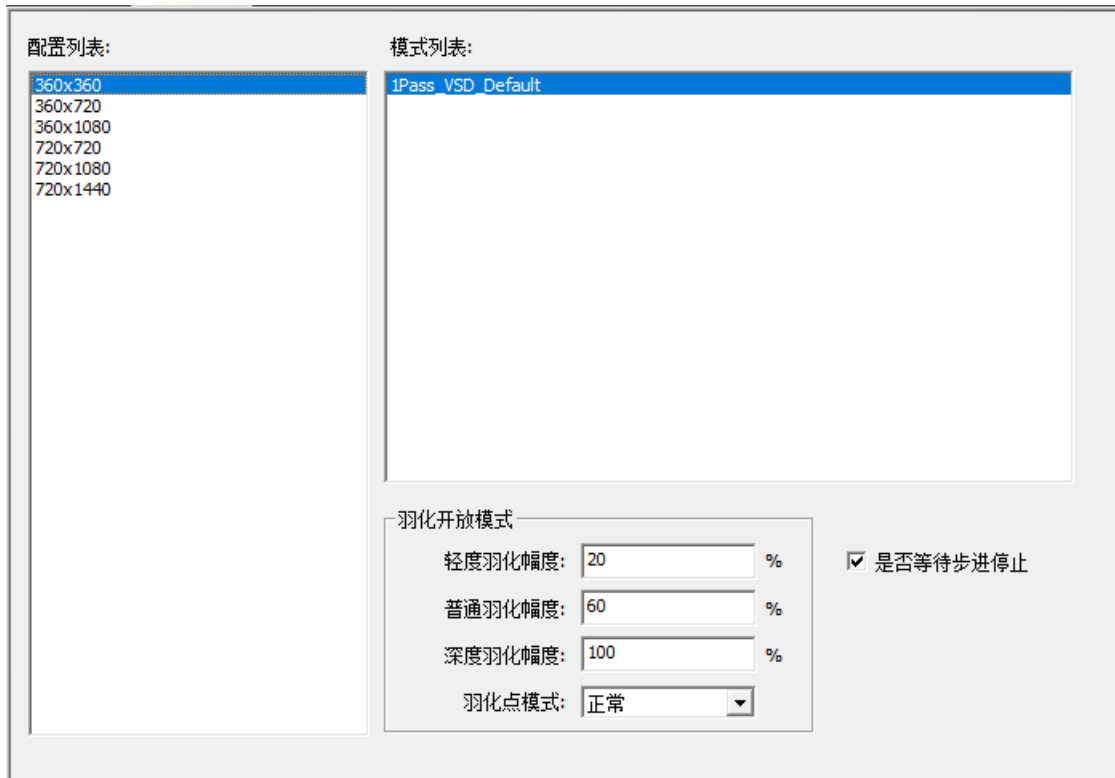 配置列表:
360x360
360x720
360x1080
720x720
720x1080
720x1440
模式列表:
1Pass_VSD_Default
羽化开放模式
轻度羽化幅度: 20 %
普通羽化幅度: 60 %
深度羽化幅度: 100 %
羽化点模式: 正常
是否等待步进停止